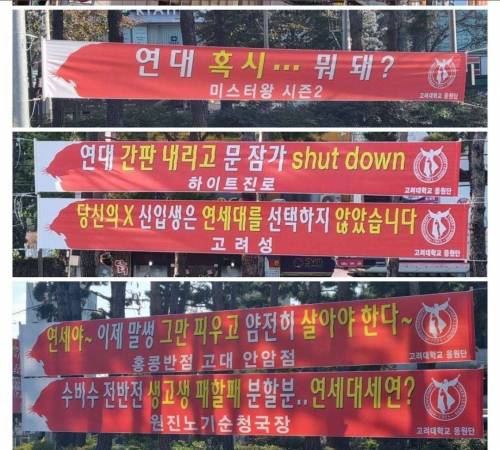 연대 혹시... 뭐 돼?
미스터왕 시즌2
고려대학교 응원단
연대 간판 내리고 문 잠가 shut down
하이트진로
고려대학교 응원단
당신의 X 신입생은 연세대를 선택하지 않았습니다
고려성
고려대학교 응원단
연세야~ 이제 말썽 그만 피우고 얌전히 살아야 한다~
홍콩반점 고대 안암점
고려대학교 응원단
수비수 전반전 생고생 패할패 분할분.. 연세대세연?
원진노기순청국장
고려대학교 응원단